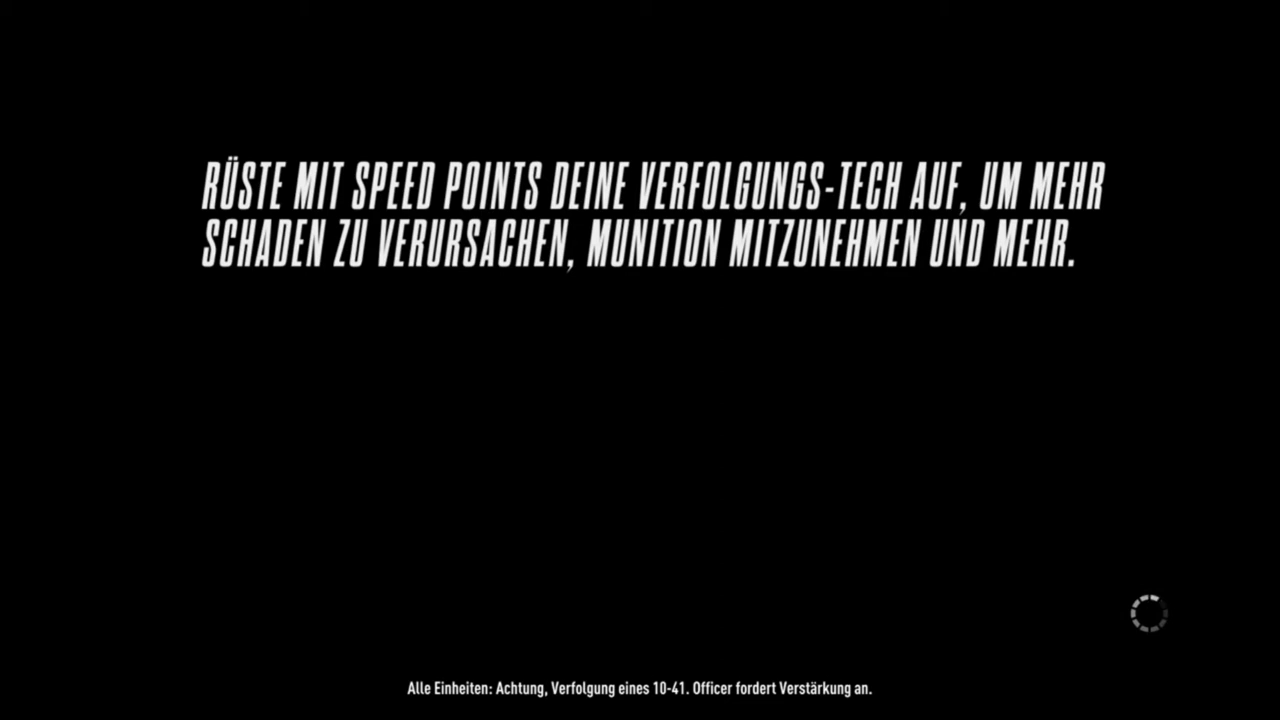 RÜSTE MIT SPEED POINTS DEINE VERFOLGUNGS-TECH AUF, UM MEHR
SCHADEN ZU VERURSACHEN, MUNITION MITZUNEHMEN UND MEHR.
Alle Einheiten: Achtung, Verfolgung eines 10-41. Officer fordert Verstärkung an.